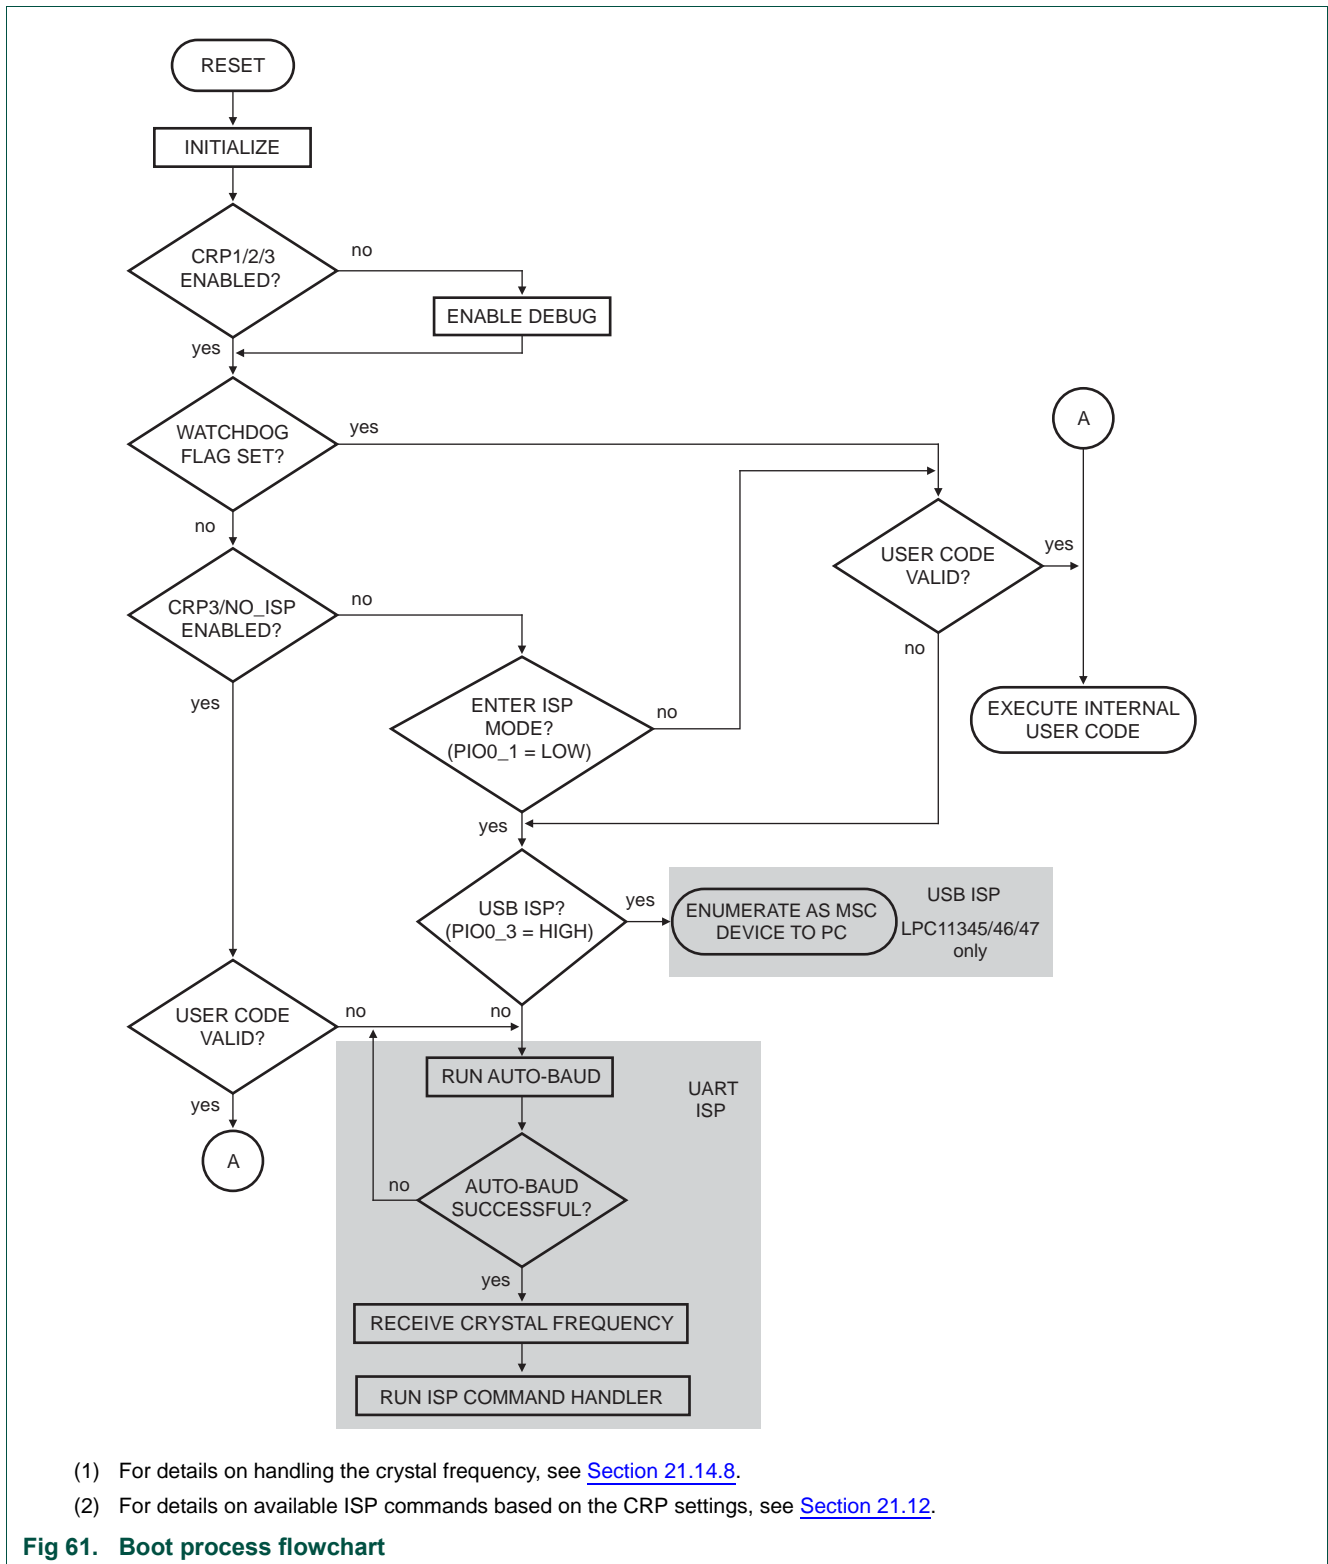 RESET
INITIALIZE
CRP1/2/3
ENABLED?
no
ENABLE DEBUG
yes
WATCHDOG
FLAG SET?
yes
A
no
USER CODE
VALID?
yes
no
CRP3/NO_ISP
ENABLED?
no
yes
ENTER ISP
MODE?
(PIO0_1 = LOW)
no
EXECUTE INTERNAL
USER CODE
yes
USB ISP?
(PIO0_3 = HIGH)
yes
ENUMERATE AS MSC
DEVICE TO PC
USB ISP
LPC11345/46/47
only
USER CODE
VALID?
no
no
yes
A
RUN AUTO-BAUD
UART
ISP
AUTO-BAUD
SUCCESSFUL?
no
yes
RECEIVE CRYSTAL FREQUENCY
RUN ISP COMMAND HANDLER
(1) For details on handling the crystal frequency, see Section 21.14.8.
(2) For details on available ISP commands based on the CRP settings, see Section 21.12.
Fig 61. Boot process flowchart